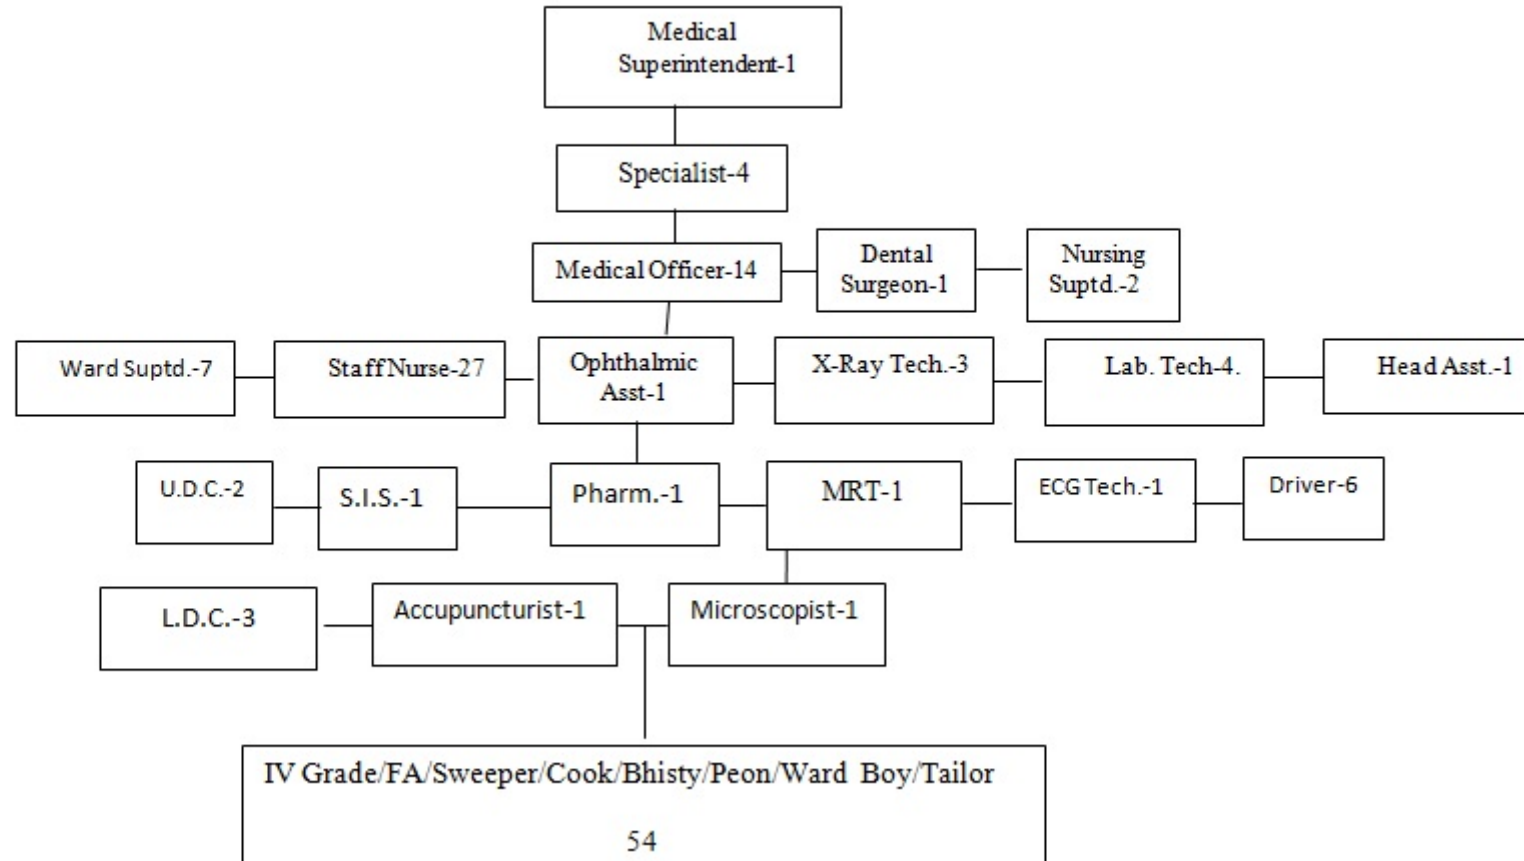 Medical
Superintendent-1
Specialist-4
Medical Officer-14
Dental
Surgeon-1
Nursing
Suptd.-2
Ward Suptd.-7
Staff Nurse-27
Ophthalmic
Asst-1
X-Ray Tech.-3
Lab. Tech-4.
Head Asst.-1
U.D.C.-2
S.I.S.-1
Pharm.-1
MRT-1
ECG Tech.-1
Driver-6
L.D.C.-3
Accupuncturist-1
Microscopist-1
IV Grade/FA/Sweeper/Cook/Bhisty/Peon/Ward Boy/Tailor
54